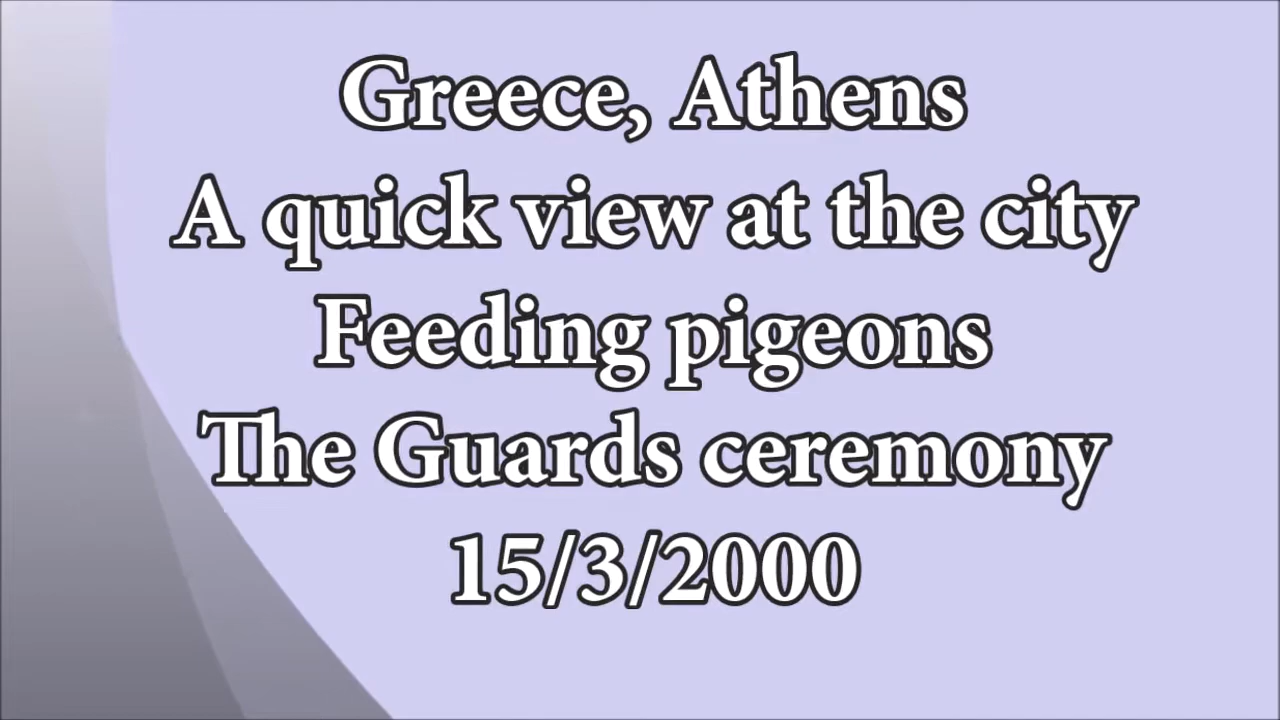 Greece, Athens
A quick view at the city
Feeding pigeons
The Guards ceremony
15/3/2000